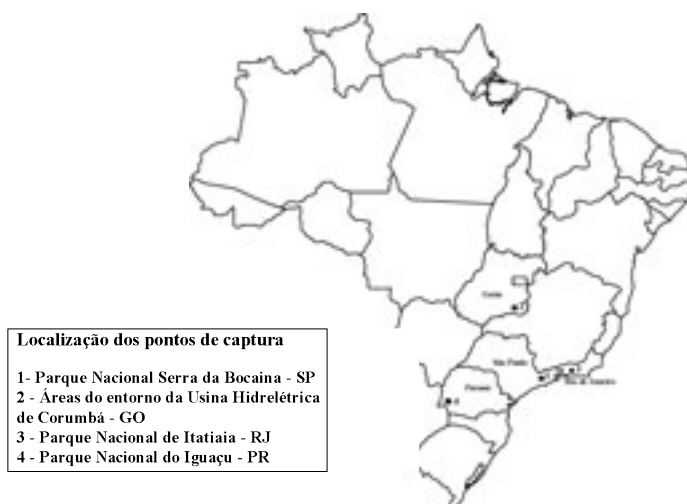 Goiás
São Paulo
Paraná
Rio de Janeiro
Localização dos pontos de captura
1- Parque Nacional Serra da Bocaina - SP
2 - Áreas do entorno da Usina Hidrelétrica
de Corumbá - GO
3 - Parque Nacional de Itatiaia - RJ
4 - Parque Nacional do Iguaçu - PR